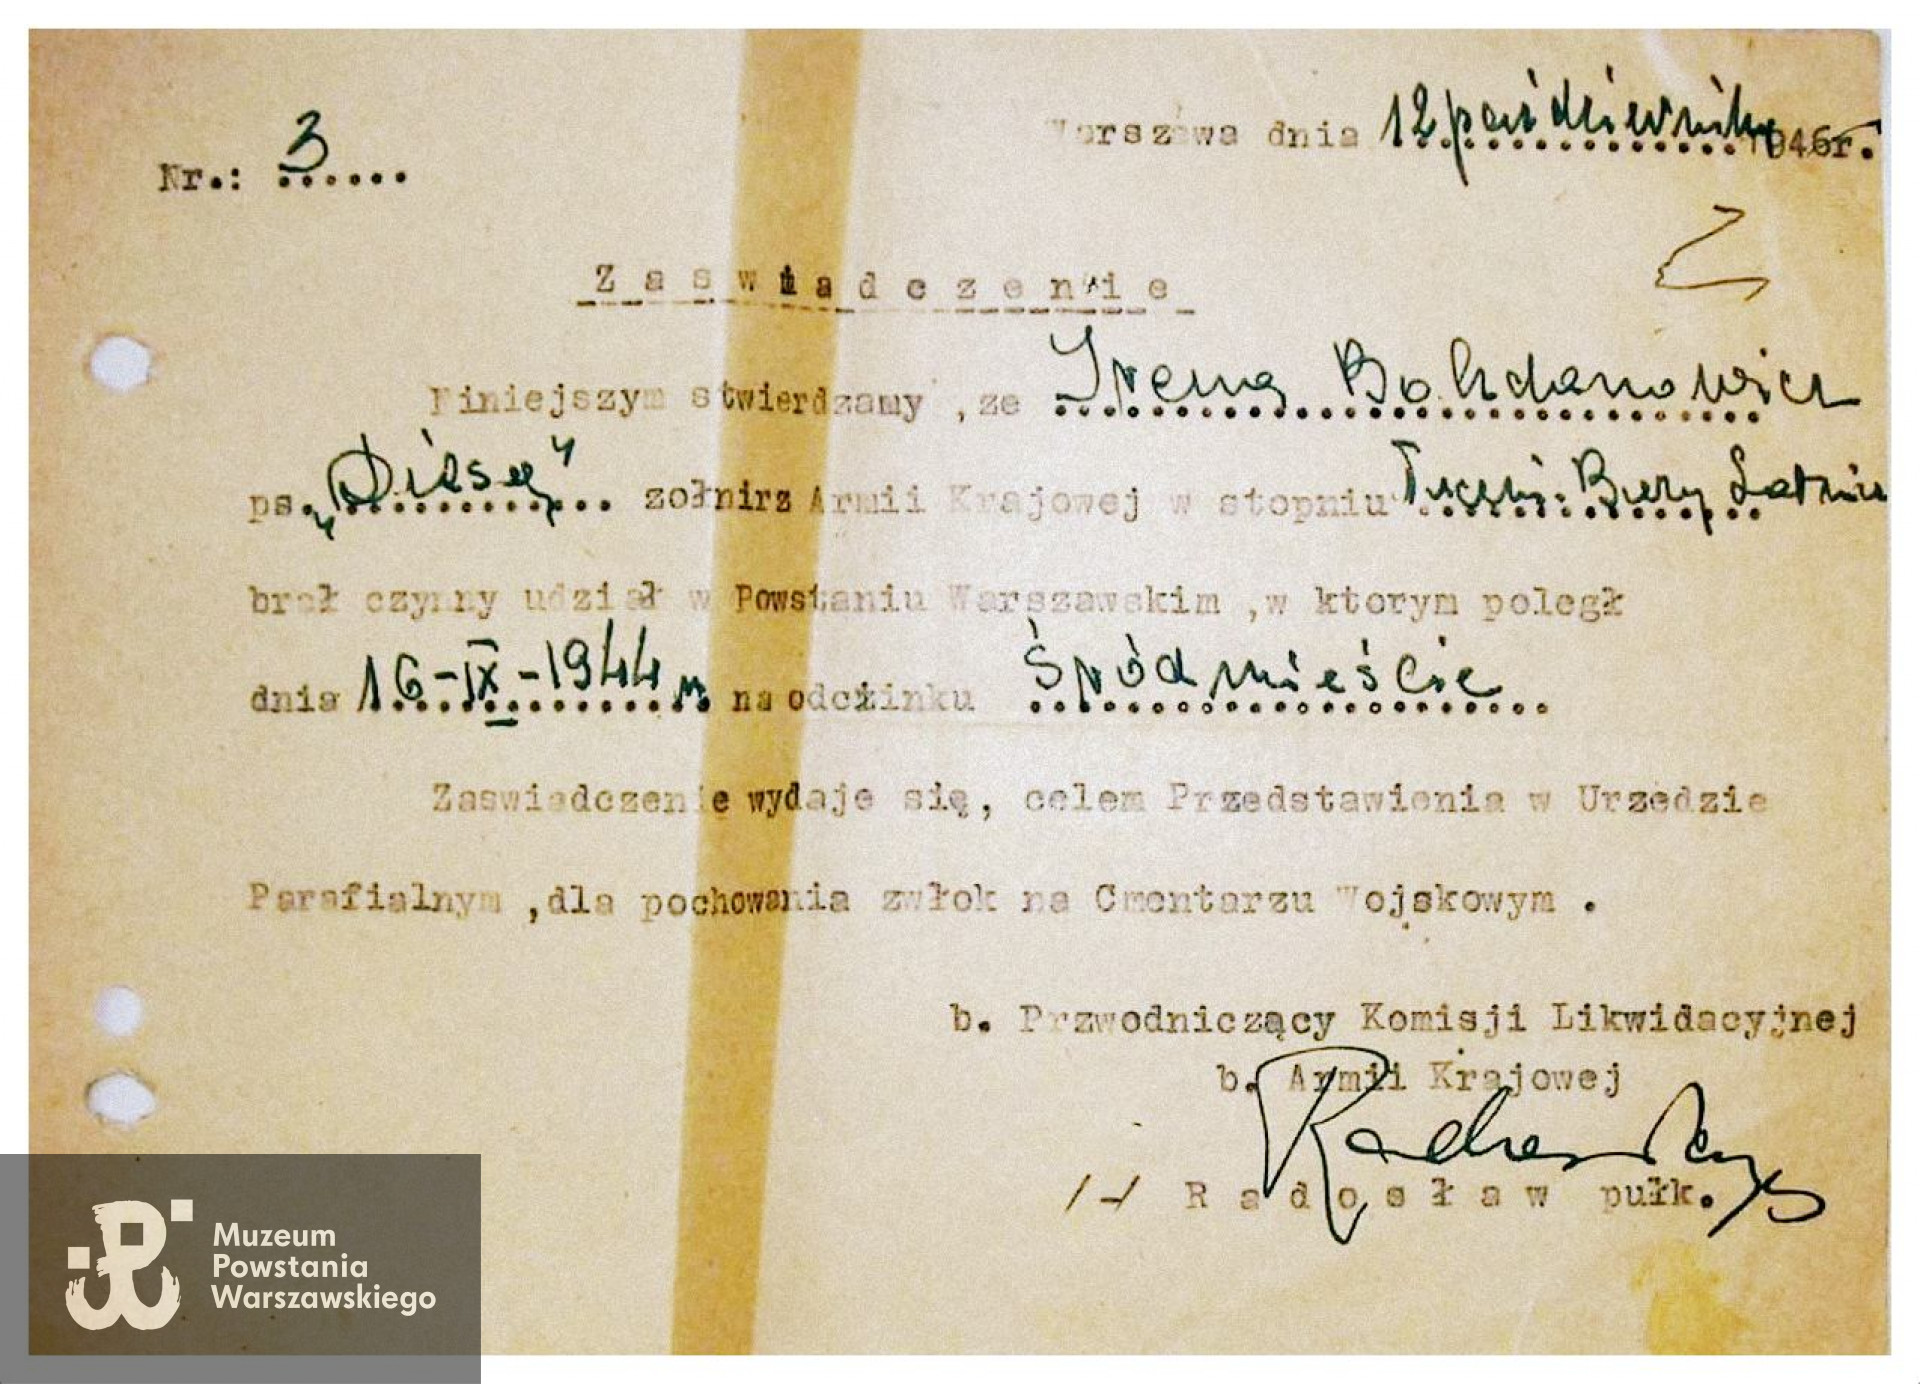 Nr.: 3
Warszawa dnia 12 października 1946r.
Zaswiadczenie
Niniejszym stwierdzamy ,ze Irena Bohdanowicz
ps. „ " zołnirz Armii Krajowej w stopniu
brał czynny udział w Powstaniu Warszawskim ,w ktorym poległ
dnia 16-IX-1944 na odcinku Śródmieście
Zaswiadczenie wydaje się, celem Przedstawienia w Urzedzie
Parafialnym ,dla pochowania zwłok na Cmentarzu Wojskowym .
b. Przwodniczący Komisji Likwidacyjnej
b. Armii Krajowej
Radosław
/-/ Radosław pułk.
Muzeum
Powstania
Warszawskiego